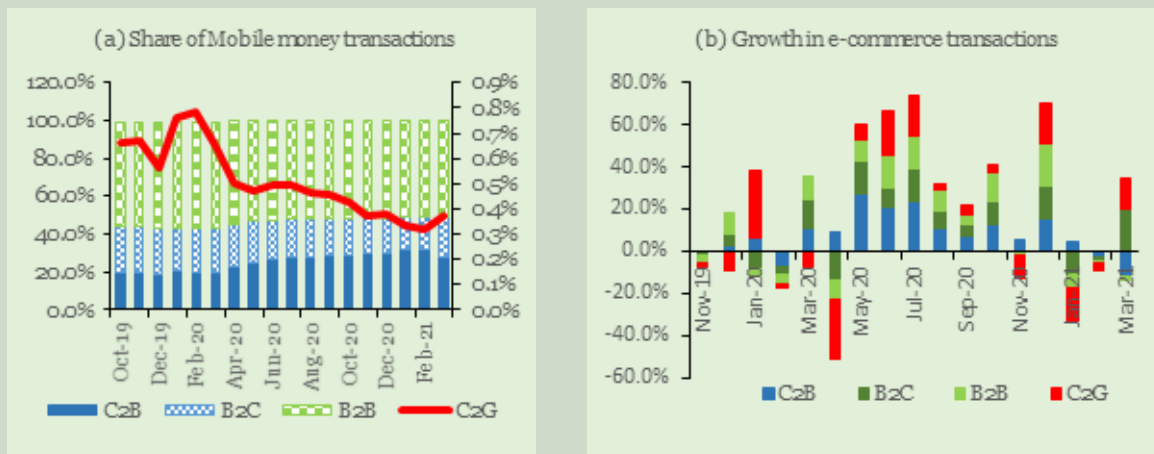 (a) Share of Mobile money transactions
120.0%
100.0%
80.0%
60.0%
40.0%
20.0%
0.0%
0.9%
0.8%
0.7%
0.6%
0.5%
0.4%
0.3%
0.2%
0.1%
0.0%
Oct-19
Dec-19
Feb-20
Apr-20
Jun-20
Aug-20
Oct-20
Dec-20
Feb-21
C2B B2C B2B C2G
(b) Growth in e-commerce transactions
80.0%
60.0%
40.0%
20.0%
0.0%
-20.0%
-40.0%
-60.0%
Nov-19
Jan-20
Mar-20
May-20
Jul-20
Sep-20
Nov-20
Jan-21
Mar-21
C2B B2C B2B C2G